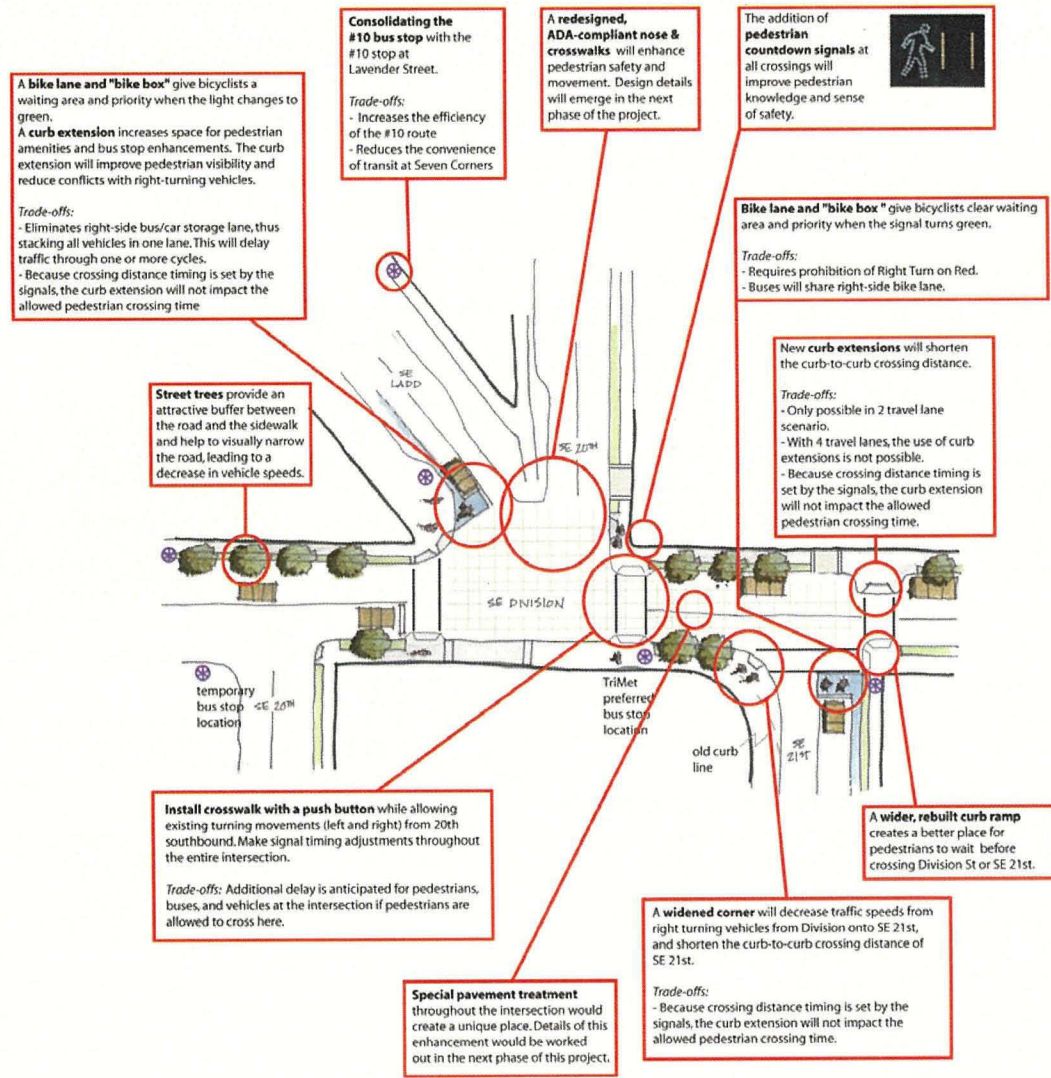 Consolidating the
#10 bus stop with the
#10 stop at
Lavender Street.
Trade-offs:
- Increases the efficiency
of the #10 route
- Reduces the convenience
of transit at Seven Corners
A redesigned,
ADA-compliant nose &
crosswalks will enhance
pedestrian safety and
movement. Design details
will emerge in the next
phase of the project.
The addition of
pedestrian
countdown signals at
all crossings will
improve pedestrian
knowledge and sense
of safety.
A bike lane and "bike box" give bicyclists a
waiting area and priority when the light changes to
green.
A curb extension increases space for pedestrian
amenities and bus stop enhancements. The curb
extension will improve pedestrian visibility and
reduce conflicts with right-turning vehicles.
Trade-offs:
- Eliminates right-side bus/car storage lane, thus
stacking all vehicles in one lane. This will delay
traffic through one or more cycles.
- Because crossing distance timing is set by the
signals, the curb extension will not impact the
allowed pedestrian crossing time
Bike lane and "bike box " give bicyclists clear waiting
area and priority when the signal turns green.
Trade-offs:
- Requires prohibition of Right Turn on Red.
- Buses will share right-side bike lane.
New curb extensions will shorten
the curb-to-curb crossing distance.
Trade-offs:
- Only possible in 2 travel lane
scenario.
- With 4 travel lanes, the use of curb
extensions is not possible.
- Because crossing distance timing is
set by the signals, the curb extension
will not impact the allowed
pedestrian crossing time.
Street trees provide an
attractive buffer between
the road and the sidewalk
and help to visually narrow
the road, leading to a
decrease in vehicle speeds.
SE
LADD
SE 20TH
SE DIVISION
temporary
bus stop
location
SE 20TH
TriMet
preferred
bus stop
location
old curb
line
SE
21ST
Install crosswalk with a push button while allowing
existing turning movements (left and right) from 20th
southbound. Make signal timing adjustments throughout
the entire intersection.
Trade-offs: Additional delay is anticipated for pedestrians,
buses, and vehicles at the intersection if pedestrians are
allowed to cross here.
A wider, rebuilt curb ramp
creates a better place for
pedestrians to wait before
crossing Division St or SE 21st.
A widened corner will decrease traffic speeds from
right turning vehicles from Division onto SE 21st,
and shorten the curb-to-curb crossing distance of
SE 21st.
Trade-offs:
- Because crossing distance timing is set by the
signals, the curb extension will not impact the
allowed pedestrian crossing time.
Special pavement treatment
throughout the intersection would
create a unique place. Details of this
enhancement would be worked
out in the next phase of this project.